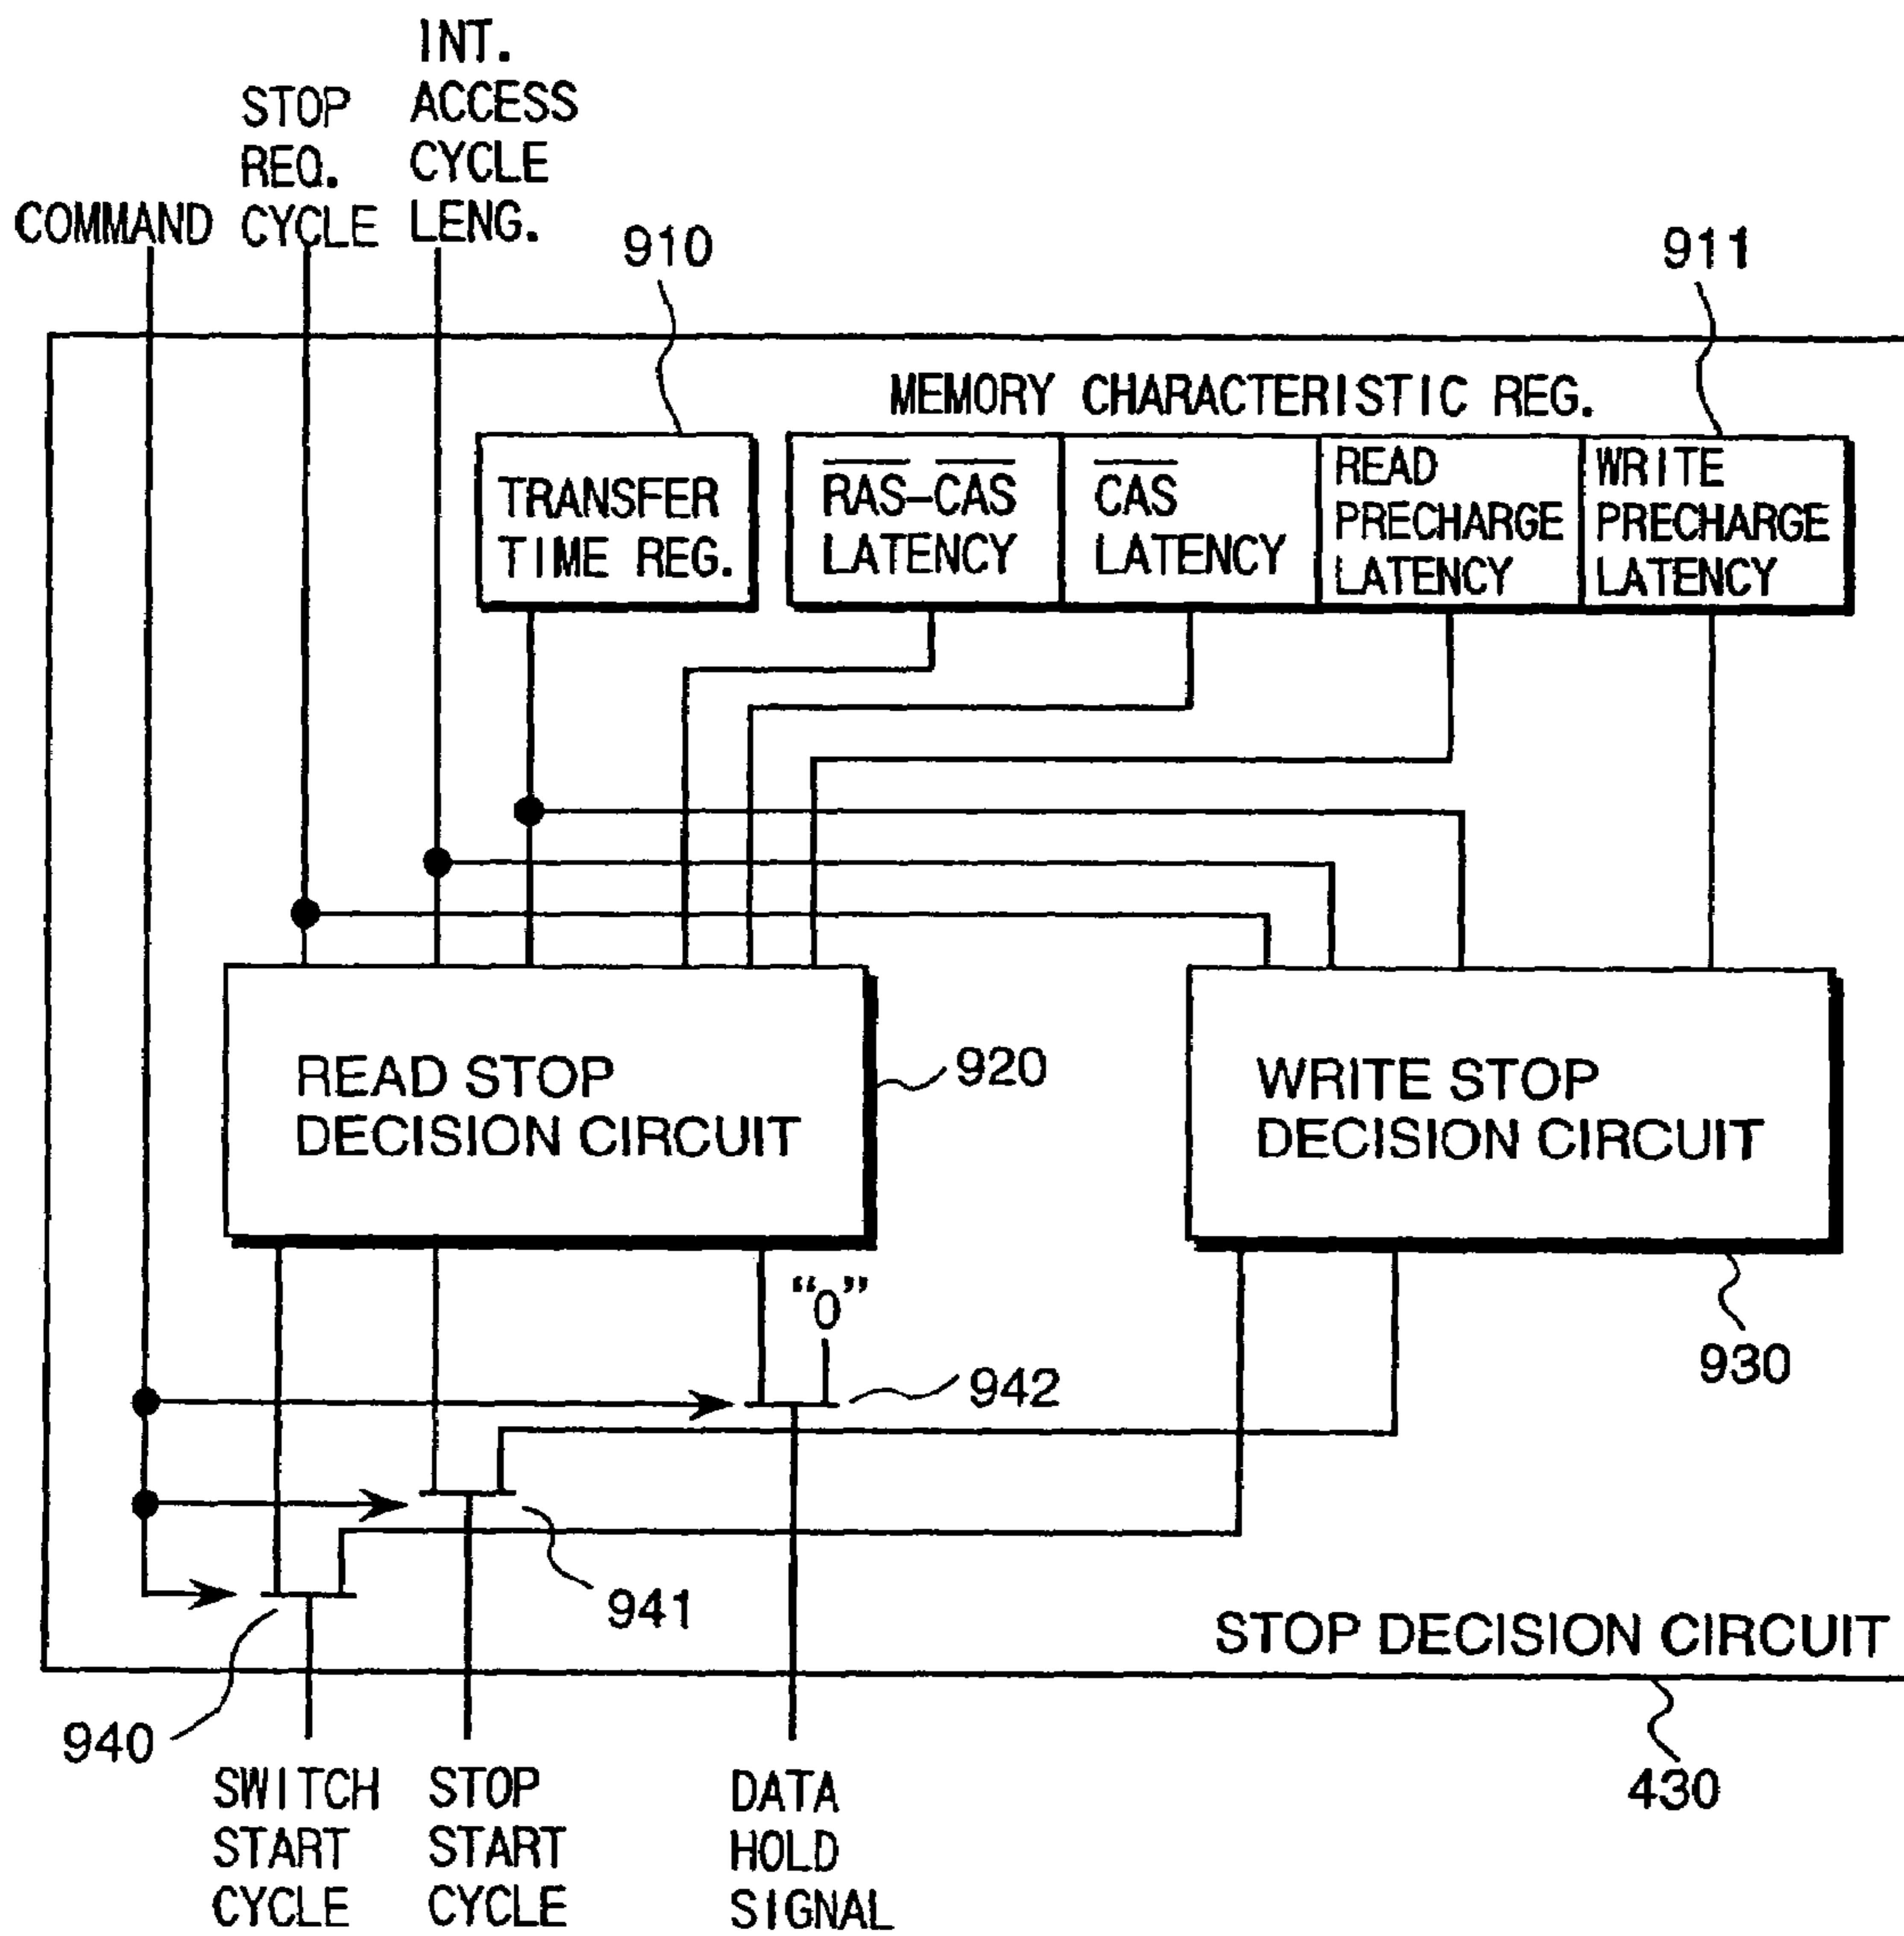 COMMAND
STOP
REQ.
CYCLE
INT.
ACCESS
CYCLE
LENG.
910
911
MEMORY CHARACTERISTIC REG.
TRANSFER
TIME REG.
RAS-CAS
LATENCY
CAS
LATENCY
READ
PRECHARGE
LATENCY
WRITE
PRECHARGE
LATENCY
READ STOP
DECISION CIRCUIT
920
WRITE STOP
DECISION CIRCUIT
930
“0”
942
941
940
STOP DECISION CIRCUIT
430
SWITCH
START
CYCLE
STOP
START
CYCLE
DATA
HOLD
SIGNAL